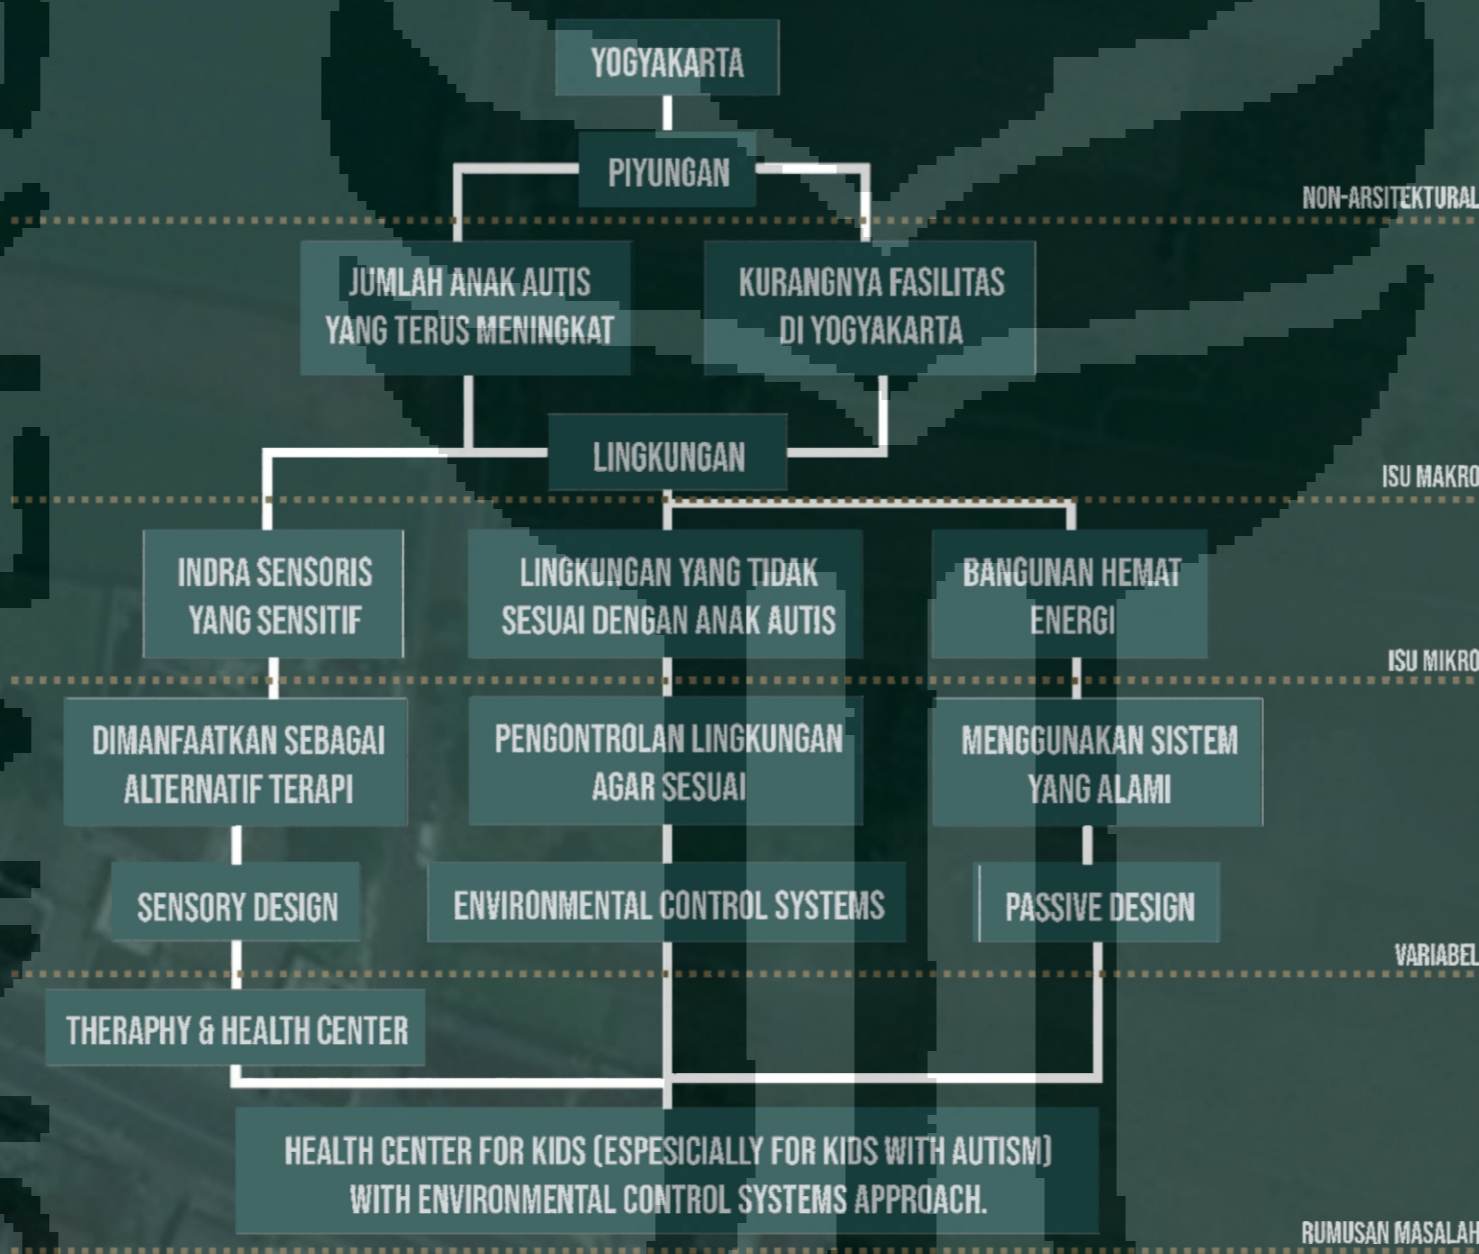 YOGYAKARTA
PIYUNGAN
NON-ARSITEKTURAL
JUMLAH ANAK AUTIS
YANG TERUS MENINGKAT
KURANGNYA FASILITAS
DI YOGYAKARTA
LINGKUNGAN
ISU MAKRO
INDRA SENSORIS
YANG SENSITIF
LINGKUNGAN YANG TIDAK
SESUAI DENGAN ANAK AUTIS
BANGUNAN HEMAT
ENERGI
ISU MIKRO
DIMANFAATKAN SEBAGAI
ALTERNATIF TERAPI
PENGONTROLAN LINGKUNGAN
AGAR SESUAI
MENGGUNAKAN SISTEM
YANG ALAMI
SENSORY DESIGN
ENVIRONMENTAL CONTROL SYSTEMS
PASSIVE DESIGN
VARIABEL
THERAPHY & HEALTH CENTER
HEALTH CENTER FOR KIDS (ESPESICIALLY FOR KIDS WITH AUTISM)
WITH ENVIRONMENTAL CONTROL SYSTEMS APPROACH.
RUMUSAN MASALAH